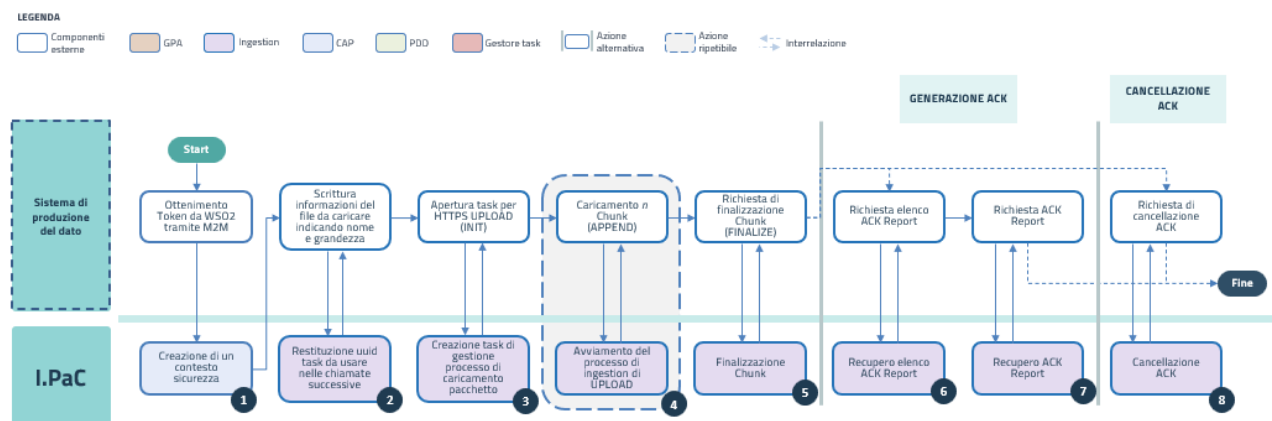 LEGENDA
Componenti
esterne
GPA
Ingestion
CAP
PDD
Gestore task
Azione
alternativa
Azione
ripetibile
Interrelazione
GENERAZIONE ACK
CANCELLAZIONE
ACK
Sistema di
produzione
del dato
Start
Ottenimento
Token da WSO2
tramite M2M
Scrittura
informazioni del
file da caricare
indicando nome
e grandezza
Apertura task per
HTTPS UPLOAD
(INIT)
Caricamento n
Chunk
(APPEND)
Richiesta di
finalizzazione
Chunk
(FINALIZE)
Richiesta elenco
ACK Report
Richiesta ACK
Report
Richiesta di
cancellazione
ACK
Fine
I.PaC
Creazione di un
contesto
sicurezza
1
Restituzione uuid
task da usare
nelle chiamate
successive
2
Creazione task di
gestione
processo di
caricamento
pacchetto
3
Avviamento del
processo di
ingestion di
UPLOAD
4
Finalizzazione
Chunk
5
Recupero elenco
ACK Report
6
Recupero ACK
Report
7
Cancellazione
ACK
8